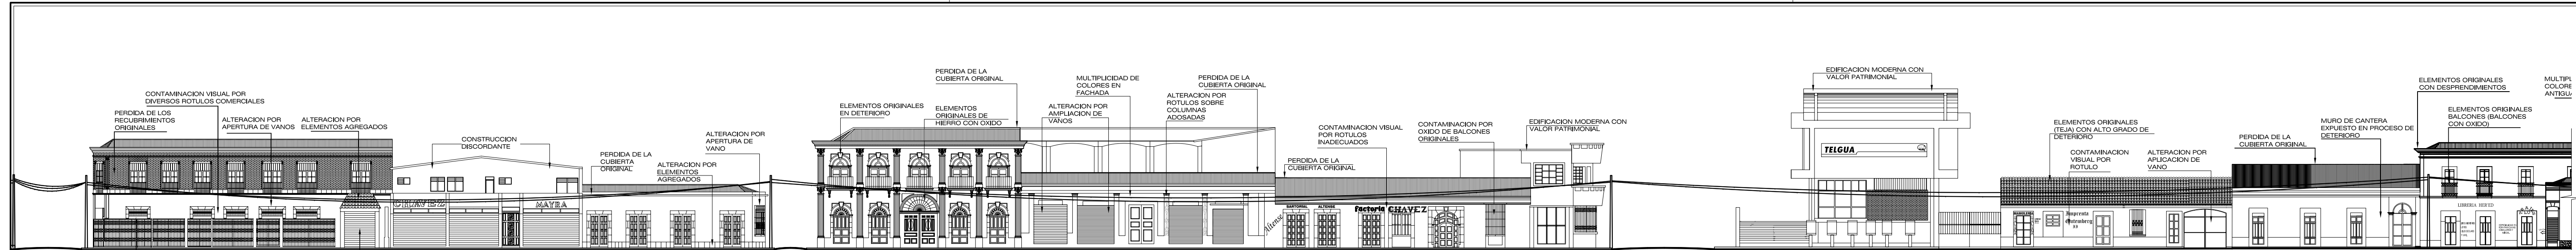 PERDIDA DE LOS
RECUBRIMIENTOS
ORIGINALES
CONTAMINACION VISUAL POR
DIVERSOS ROTULOS COMERCIALES
ALTERACION POR
APERTURA DE VANOS
ALTERACION POR
ELEMENTOS AGREGADOS
CONSTRUCCION
DISCORDANTE
MAYRA
PERDIDA DE LA
CUBIERTA
ORIGINAL
ALTERACION POR
ELEMENTOS
AGREGADOS
ALTERACION POR
APERTURA DE
VANO
ELEMENTOS ORIGINALES
EN DETERIORO
PERDIDA DE LA
CUBIERTA ORIGINAL
ELEMENTOS
ORIGINALES DE
HIERRO CON OXIDO
ALTERACION POR
AMPLIACION DE
VANOS
MULTIPLICIDAD DE
COLORES EN
FACHADA
ALTERACION POR
ROTULOS SOBRE
COLUMNAS
ADOSADAS
PERDIDA DE LA
CUBIERTA ORIGINAL
Altense
PERDIDA DE LA
CUBIERTA ORIGINAL
SARTORIAL
ALTENSE
CONTAMINACION VISUAL
POR ROTULOS
INADECUADOS
factoria CHAVEZ
CONTAMINACION POR
OXIDO DE BALCONES
ORIGINALES
EDIFICACION MODERNA CON
VALOR PATRIMONIAL
EDIFICACION MODERNA CON
VALOR PATRIMONIAL
TELGUA
ELEMENTOS ORIGINALES
(TEJA) CON ALTO GRADO DE
DETERIORO
CONTAMINACION
VISUAL POR
ROTULO
ALTERACION POR
APLICACION DE
VANO
PERDIDA DE LA
CUBIERTA ORIGINAL
MURO DE CANTERA
EXPUESTO EN PROCESO DE
DETERIORO
ELEMENTOS ORIGINALES
CON DESPRENDIMIENTOS
ELEMENTOS ORIGINALES
BALCONES (BALCONES
CON OXIDO)
LIBRERIA
MULTIPL
COLORE
ANTIGU